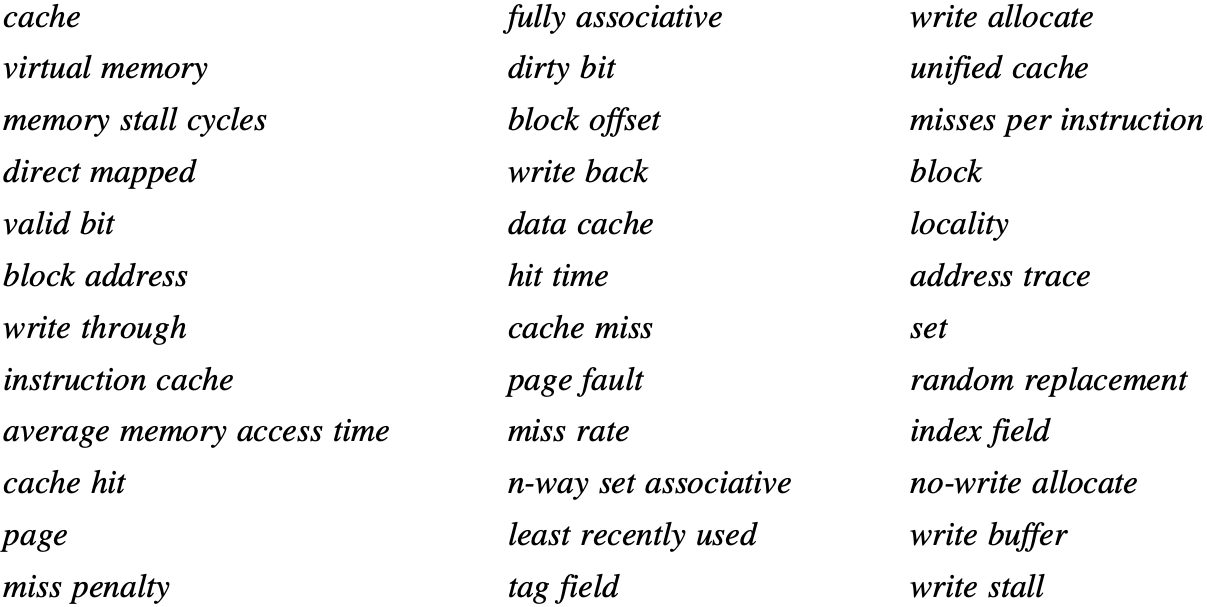 cache fully associative write allocate
virtual memory dirty bit unified cache
memory stall cycles block offset misses per instruction
direct mapped write back block
valid bit data cache locality
block address hit time address trace
write through cache miss set
instruction cache page fault random replacement
average memory access time miss rate index field
cache hit n-way set associative no-write allocate
page least recently used write buffer
miss penalty tag field write stall